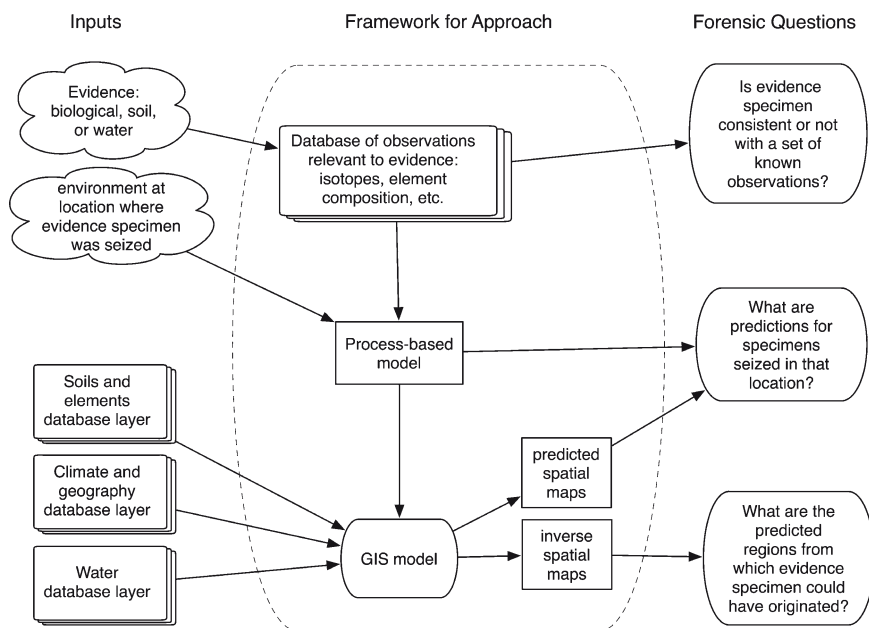 Inputs
Framework for Approach
Forensic Questions
Evidence:
biological, soil,
or water
Database of observations
relevant to evidence:
isotopes, element
composition, etc.
Is evidence
specimen
consistent or not
with a set of
known
observations?
environment at
location where
evidence specimen
was seized
Process-based
model
What are
predictions for
specimens
seized in that
location?
Soils and
elements
database layer
Climate and
geography
database layer
Water
database layer
GIS model
predicted
spatial
maps
inverse
spatial
maps
What are the
predicted
regions from
which evidence
specimen could
have originated?